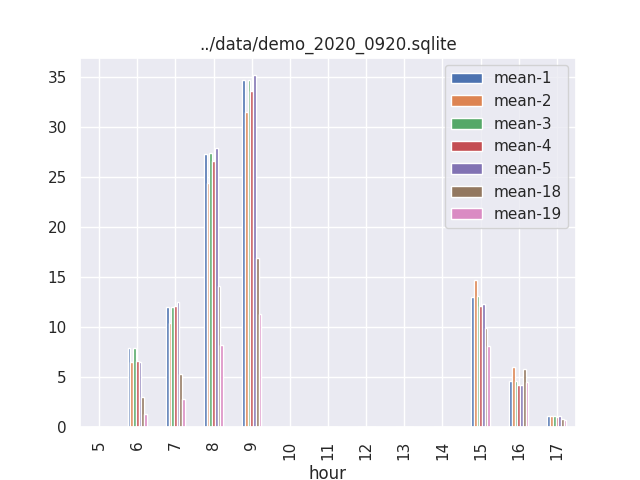 ../data/demo_2020_0920.sqlite
35
30
25
20
15
10
5
0
mean-1
mean-2
mean-3
mean-4
mean-5
mean-18
mean-19
5 6 7 8 9 10 11 12 13 14 15 16 17
hour